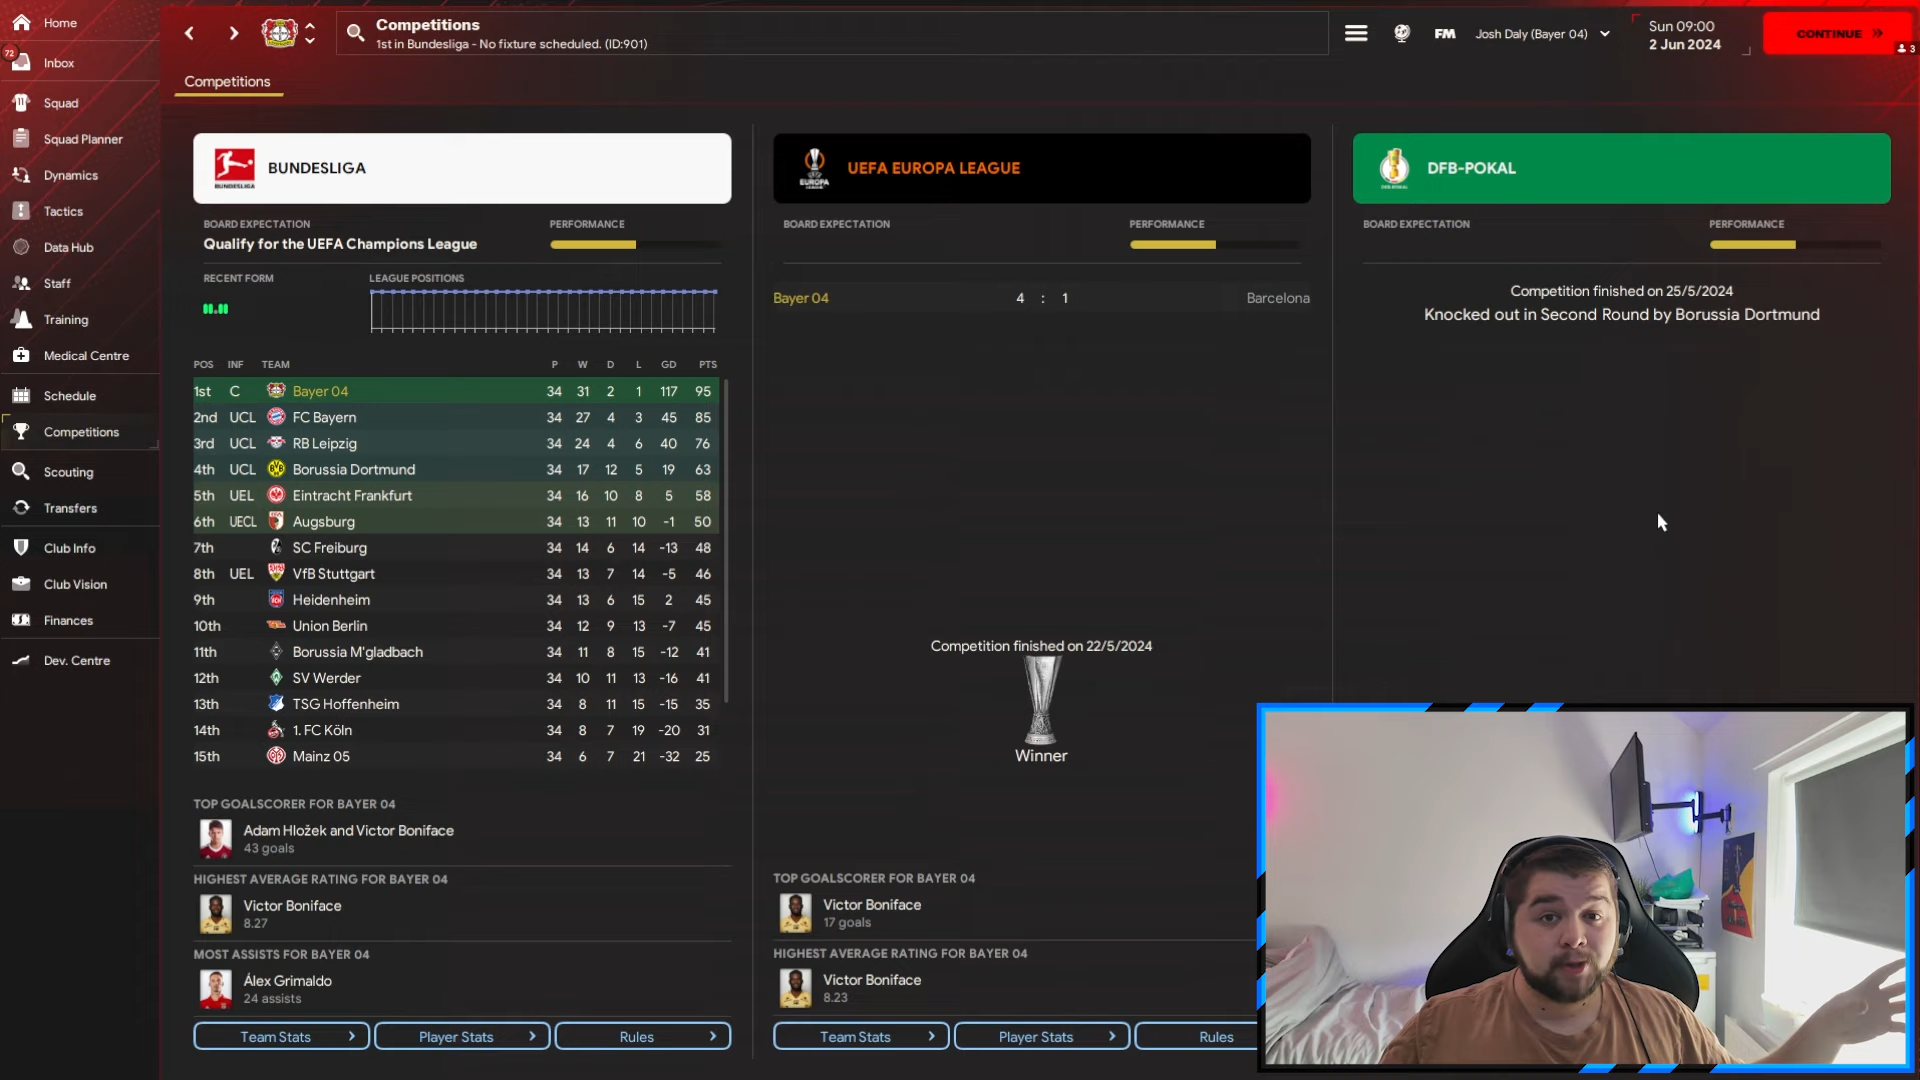 Home
72
Inbox
Squad
Squad Planner
Dynamics
Tactics
Data Hub
Staff
Training
Medical Centre
Schedule
Competitions
Scouting
Transfers
Club Info
Club Vision
Finances
Dev. Centre
Competitions
1st in Bundesliga - No fixture scheduled. (ID:901)
FM
Josh Daly (Bayer 04)
Sun 09:00
2 Jun 2024
CONTINUE
3
Competitions
BUNDESLIGA
BUNDESLIGA
BOARD EXPECTATION PERFORMANCE
Qualify for the UEFA Champions League
RECENT FORM LEAGUE POSITIONS
POS INF TEAM P W D L GD PTS
1st C Bayer 04 34 31 2 1 117 95
2nd UCL FC Bayern 34 27 4 3 45 85
3rd UCL RB Leipzig 34 24 4 6 40 76
4th UCL Borussia Dortmund 34 17 12 5 19 63
5th UEL Eintracht Frankfurt 34 16 10 8 5 58
6th UECL Augsburg 34 13 11 10 -1 50
7th SC Freiburg 34 14 6 14 -13 48
8th UEL VfB Stuttgart 34 13 7 14 -5 46
9th Heidenheim 34 13 6 15 2 45
10th Union Berlin 34 12 9 13 -7 45
11th Borussia M'gladbach 34 11 8 15 -12 41
12th SV Werder 34 10 11 13 -16 41
13th TSG Hoffenheim 34 8 11 15 -15 35
14th 1. FC Köln 34 8 7 19 -20 31
15th Mainz 05 34 6 7 21 -32 25
TOP GOALSCORER FOR BAYER 04
Adam Hložek and Victor Boniface
43 goals
HIGHEST AVERAGE RATING FOR BAYER 04
Victor Boniface
8.27
MOST ASSISTS FOR BAYER 04
Álex Grimaldo
24 assists
Team Stats Player Stats Rules
EUROPA
UEFA EUROPA LEAGUE
BOARD EXPECTATION PERFORMANCE
Bayer 04 4 : 1 Barcelona
Competition finished on 22/5/2024
Winner
TOP GOALSCORER FOR BAYER 04
Victor Boniface
17 goals
HIGHEST AVERAGE RATING FOR BAYER 04
Victor Boniface
8.23
Team Stats Player Stats Rules
DFB-POKAL
BOARD EXPECTATION PERFORMANCE
Competition finished on 25/5/2024
Knocked out in Second Round by Borussia Dortmund